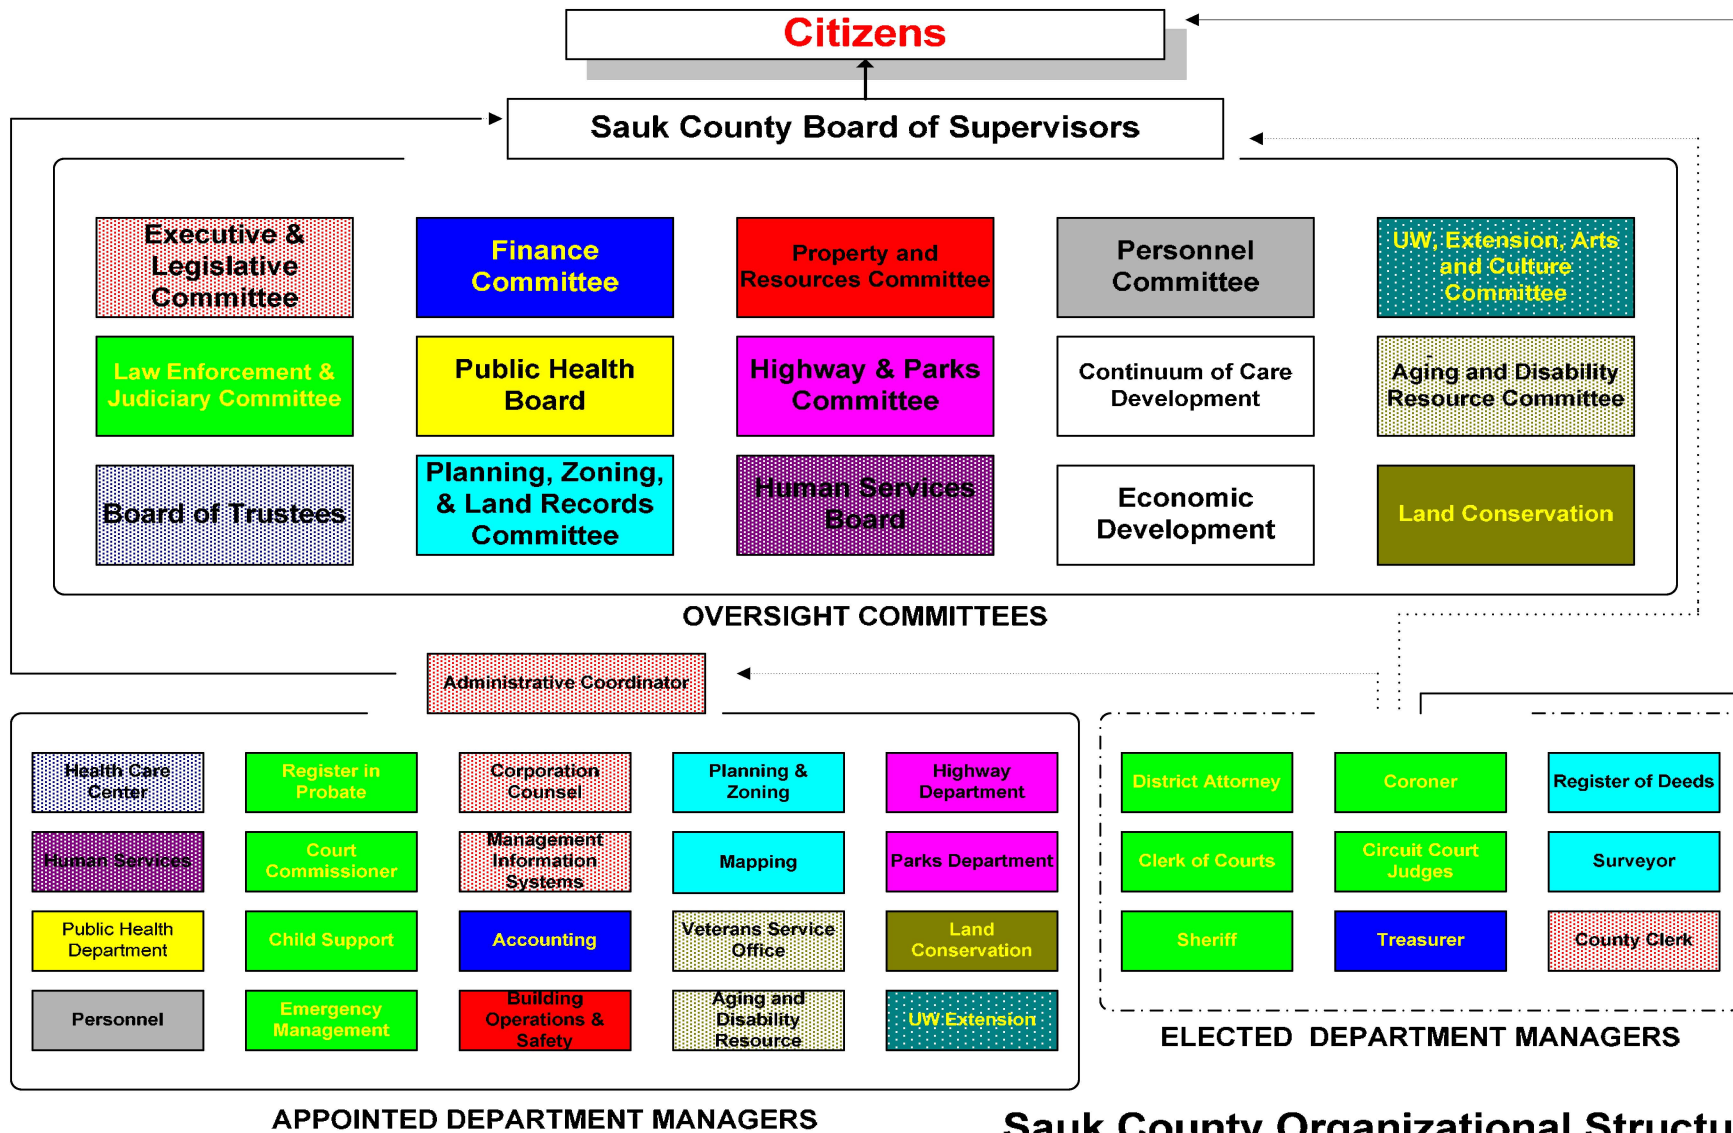 Citizens
Sauk County Board of Supervisors
Executive &
Legislative
Committee
Finance
Committee
Property and
Resources Committee
Personnel
Committee
UW, Extension, Arts
and Culture
Committee
Law Enforcement &
Judiciary Committee
Public Health
Board
Highway & Parks
Committee
Continuum of Care
Development
Aging and Disability
Resource Committee
Board of Trustees
Planning, Zoning,
& Land Records
Committee
Human Services
Board
Economic
Development
Land Conservation
OVERSIGHT COMMITTEES
Administrative Coordinator
Health Care
Center
Register in
Probate
Corporation
Counsel
Planning &
Zoning
Highway
Department
Human Services
Court
Commissioner
Management
Information
Systems
Mapping
Parks Department
Public Health
Department
Child Support
Accounting
Veterans Service
Office
Land
Conservation
Personnel
Emergency
Management
Building
Operations &
Safety
Aging and
Disability
Resource
UW Extension
APPOINTED DEPARTMENT MANAGERS
District Attorney
Coroner
Register of Deeds
Clerk of Courts
Circuit Court
Judges
Surveyor
Sheriff
Treasurer
County Clerk
ELECTED DEPARTMENT MANAGERS
Sauk County Organizational Structu